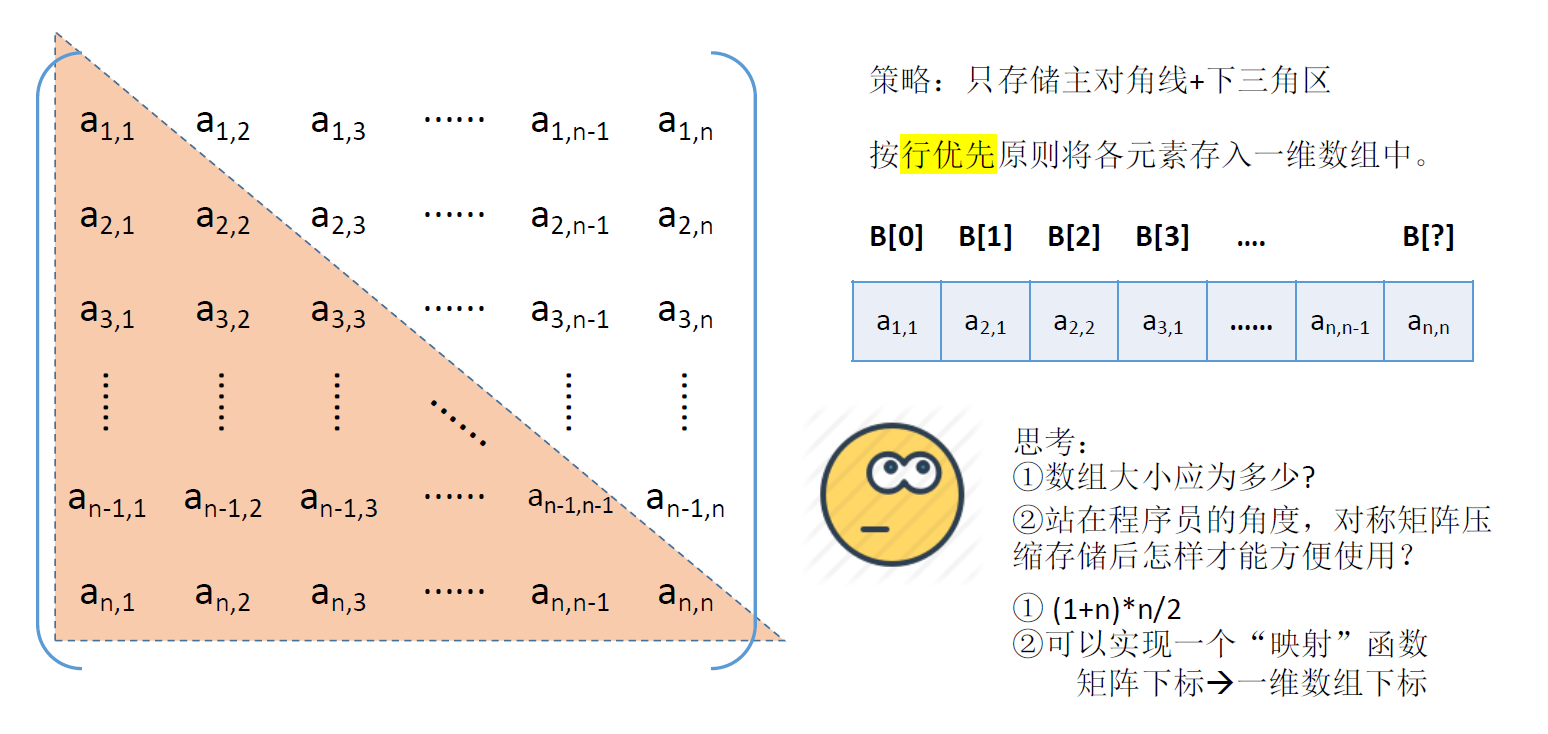 a1,1 a1,2 a1,3 …… a1,n-1 a1,n
a2,1 a2,2 a2,3 …… a2,n-1 a2,n
a3,1 a3,2 a3,3 …… a3,n-1 a3,n
an-1,1 an-1,2 an-1,3 …… an-1,n-1 an-1,n
an,1 an,2 an,3 …… an,n-1 an,n
策略：只存储主对角线+下三角区
按行优先原则将各元素存入一维数组中。
B[0] B[1] B[2] B[3] .... B[?]
a1,1 a2,1 a2,2 a3,1 …… an,n-1 an,n
思考：
①数组大小应为多少?
②站在程序员的角度，对称矩阵压
缩存储后怎样才能方便使用？
① (1+n)*n/2
②可以实现一个“映射”函数
矩阵下标→一维数组下标